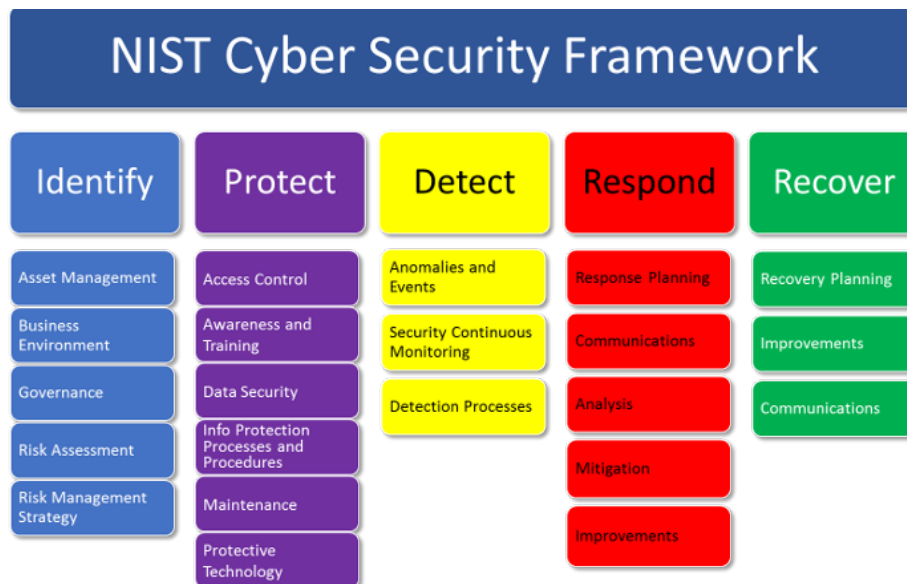 NIST Cyber Security Framework
Identify
Asset Management
Business
Environment
Governance
Risk Assessment
Risk Management
Strategy
Protect
Access Control
Awareness and
Training
Data Security
Info Protection
Processes and
Procedures
Maintenance
Protective
Technology
Detect
Anomalies and
Events
Security Continuous
Monitoring
Detection Processes
Respond
Response Planning
Communications
Analysis
Mitigation
Improvements
Recover
Recovery Planning
Improvements
Communications